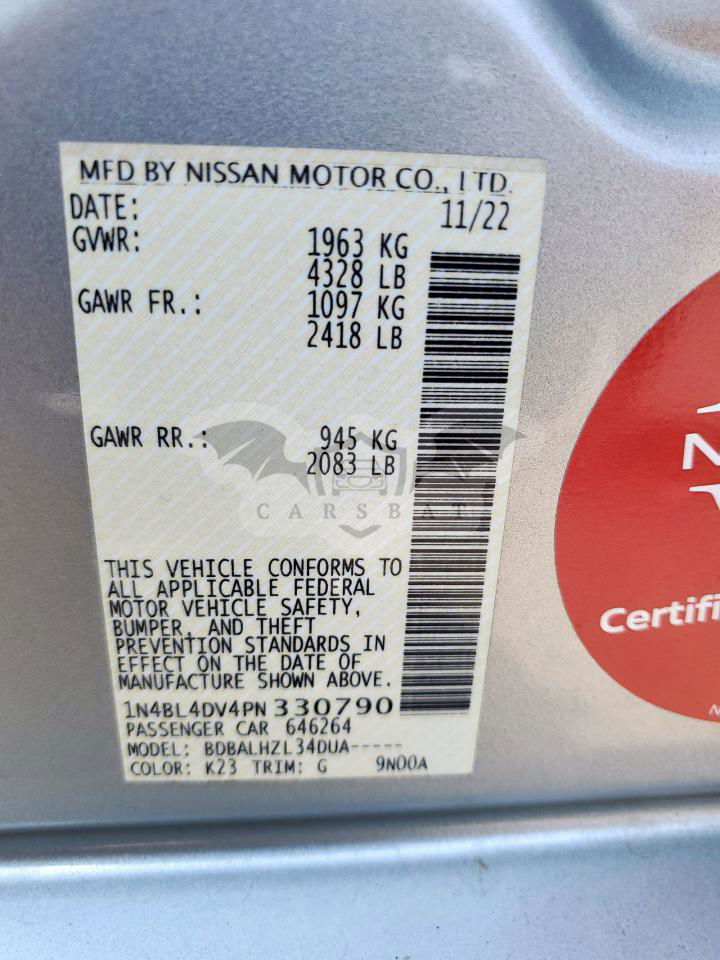 MFD BY NISSAN MOTOR CO., LTD.
DATE: 11/22
GVWR: 1963 KG
4328 LB
GAWR FR.: 1097 KG
2418 LB
GAWR RR.: 945 KG
2083 LB
CARSBAT
THIS VEHICLE CONFORMS TO
ALL APPLICABLE FEDERAL
MOTOR VEHICLE SAFETY,
BUMPER, AND THEFT
PREVENTION STANDARDS IN
EFFECT ON THE DATE OF
MANUFACTURE SHOWN ABOVE.
1N4BL4DV4PN 330790
PASSENGER CAR 646264
MODEL: BDBALHZL34DUA-----
COLOR: K23 TRIM: G 9N00A
Certifi